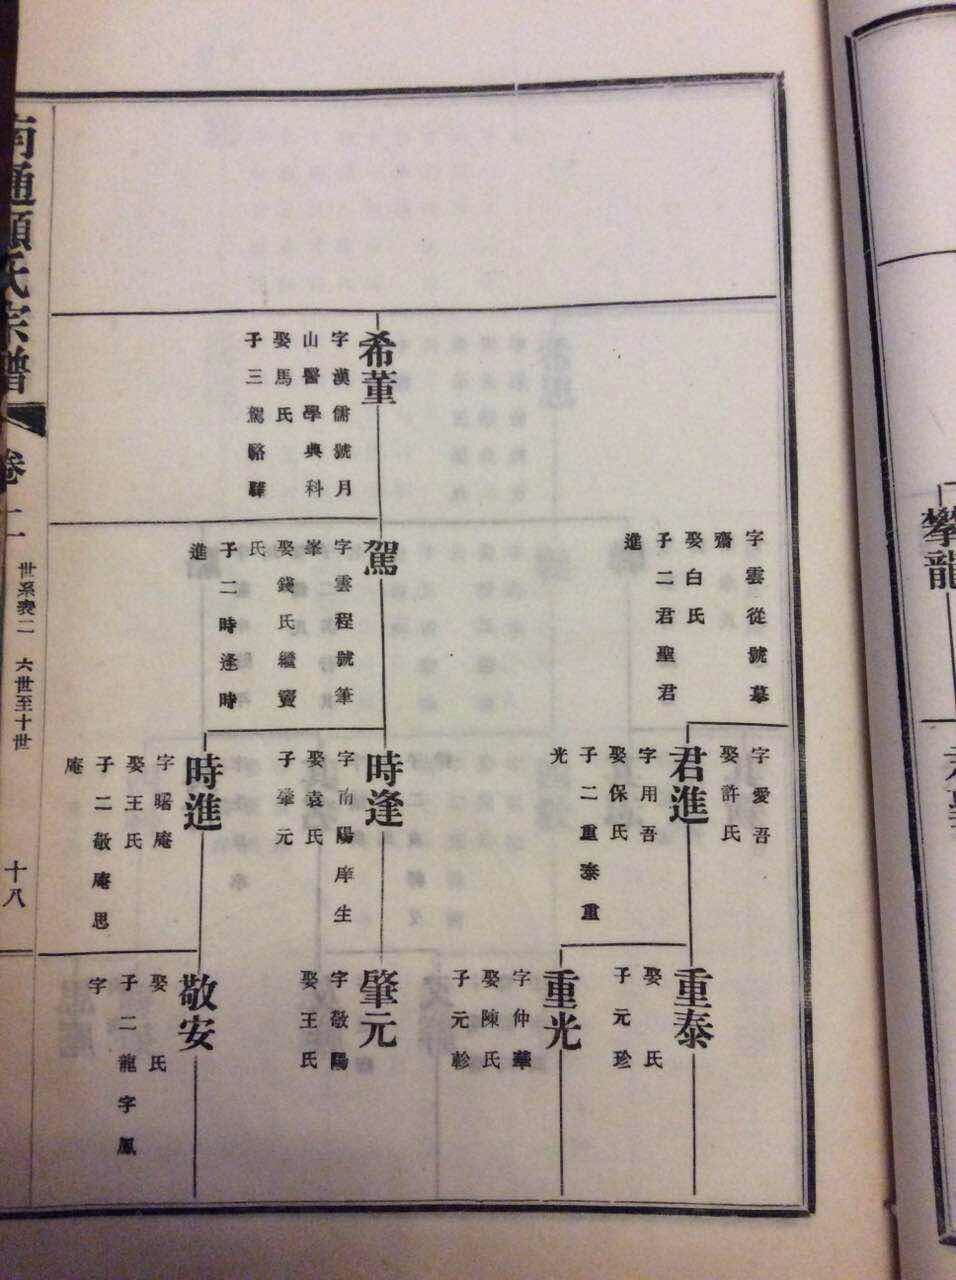 希董
字漢儒號月
山醫學典科
娶馬氏
子三駕輅驛
字雲從號慕
齋
娶白氏
子二君聖君
進
駕
字雲程號筆
峯
娶錢氏繼竇
氏
子二時逢時
進
字愛吾
娶許氏
君進
字用吾
娶保氏
子二重泰重
光
時逢
字南陽庠生
娶袁氏
子肇元
時進
字曙庵
娶王氏
子二敬庵思
庵
重泰
娶 氏
子元珍
重光
字仲華
娶陳氏
子元軫
肇元
字敬陽
娶王氏
敬安
娶 氏
子二龍字鳳
字
南通顧氏宗譜
卷二
世系表二 六世至十世
十八
攀龍